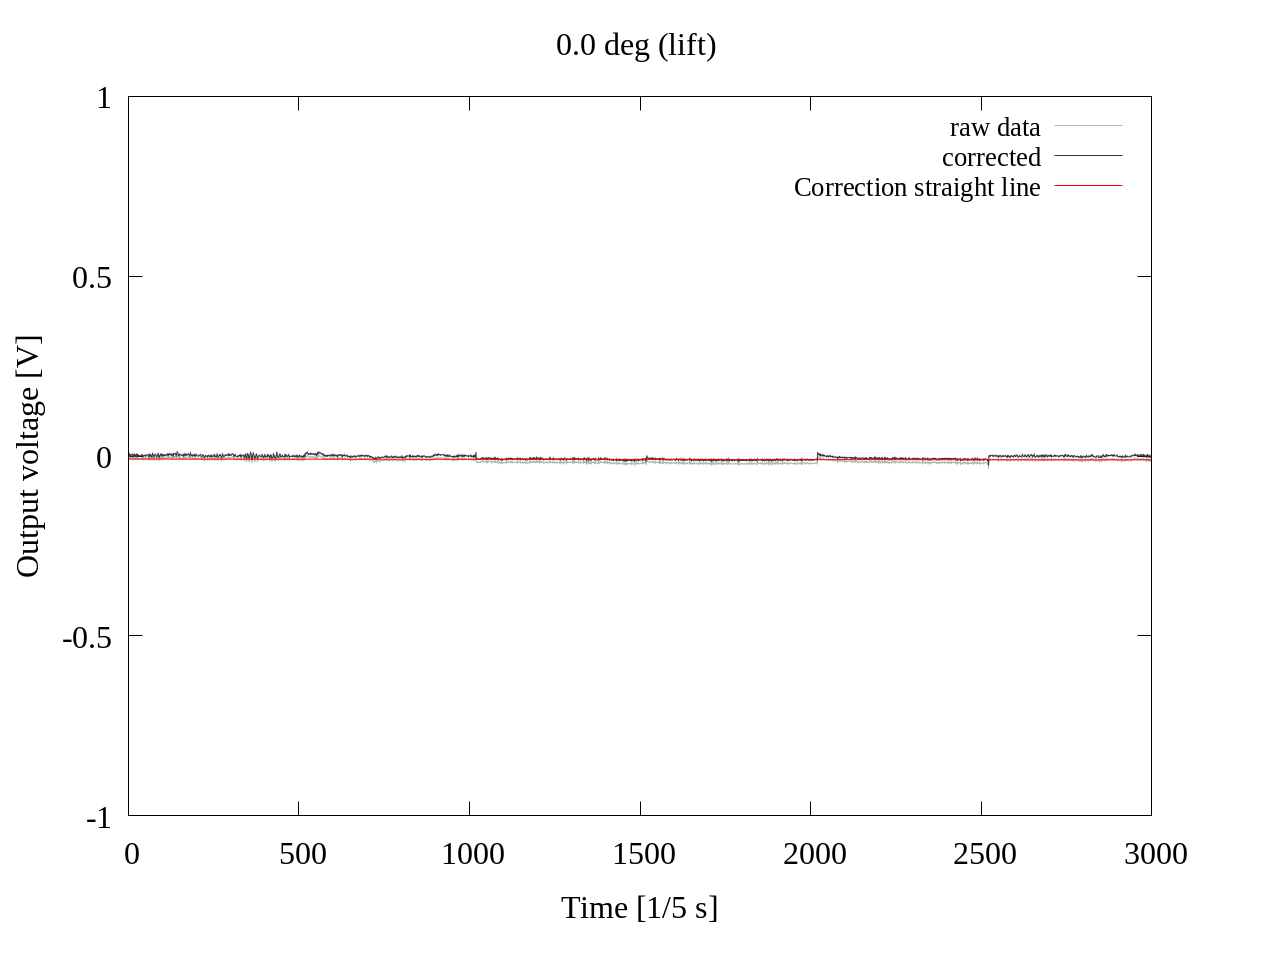 0.0 deg (lift)
1
raw data
corrected
Correction straight line
0.5
0
-0.5
-1
Output voltage [V]
0 500 1000 1500 2000 2500 3000
Time [1/5 s]